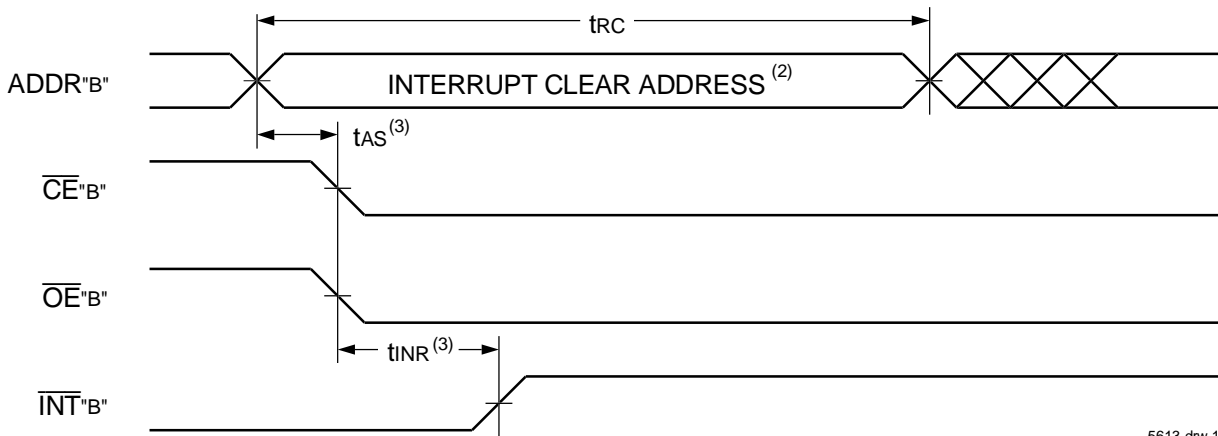 tRC
ADDR"B"
INTERRUPT CLEAR ADDRESS (2)
tAS (3)
CE"B"
OE"B"
tINR (3)
INT"B"